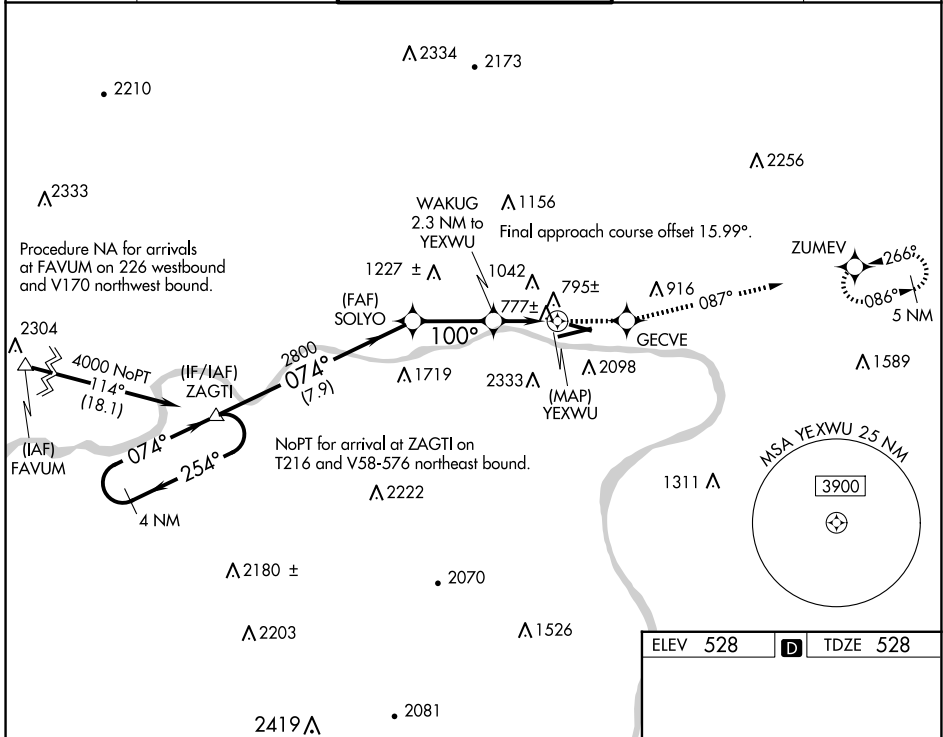 2334
2173
2210
2256
2333
WAKUG
2.3 NM to
YEXWU
1156
Final approach course offset 15.99°.
ZUMEV
266°
086°
5 NM
Procedure NA for arrivals
at FAVUM on 226 westbound
and V170 northwest bound.
1227 ±
1042
795±
777±
916
087°
(FAF)
SOLYO
100°
GECVE
2304
4000 NoPT
114°
(18.1)
(IF/IAF)
ZAGTI
2800
074°
(7.9)
1719
2333
2098
(MAP)
YEXWU
1589
(IAF)
FAVUM
074°
254°
4 NM
NoPT for arrival at ZAGTI on
T216 and V58-576 northeast bound.
2222
1311
MSA YEXWU 25 NM
3900
2180 ±
2070
2203
1526
2419
2081
ELEV 528 D TDZE 528